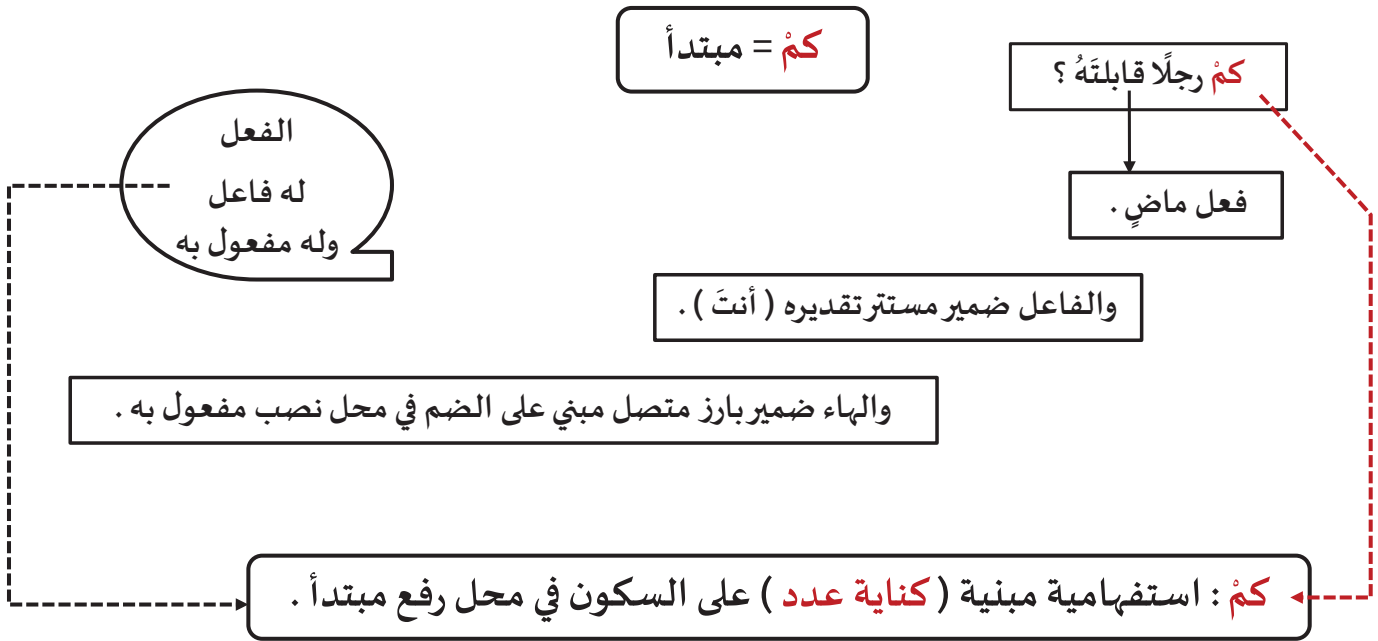 كمْ = مبتدأ
كمْ رجلًا قابلتَهُ ؟
فعل ماضٍ .
الفعل
له فاعل
وله مفعول به
والفاعل ضمير مستتر تقديره ( أنتَ ) .
والهاء ضمير بارز متصل مبني على الضم في محل نصب مفعول به .
كمْ : استفهامية مبنية ( كناية عدد ) على السكون في محل رفع مبتدأ .